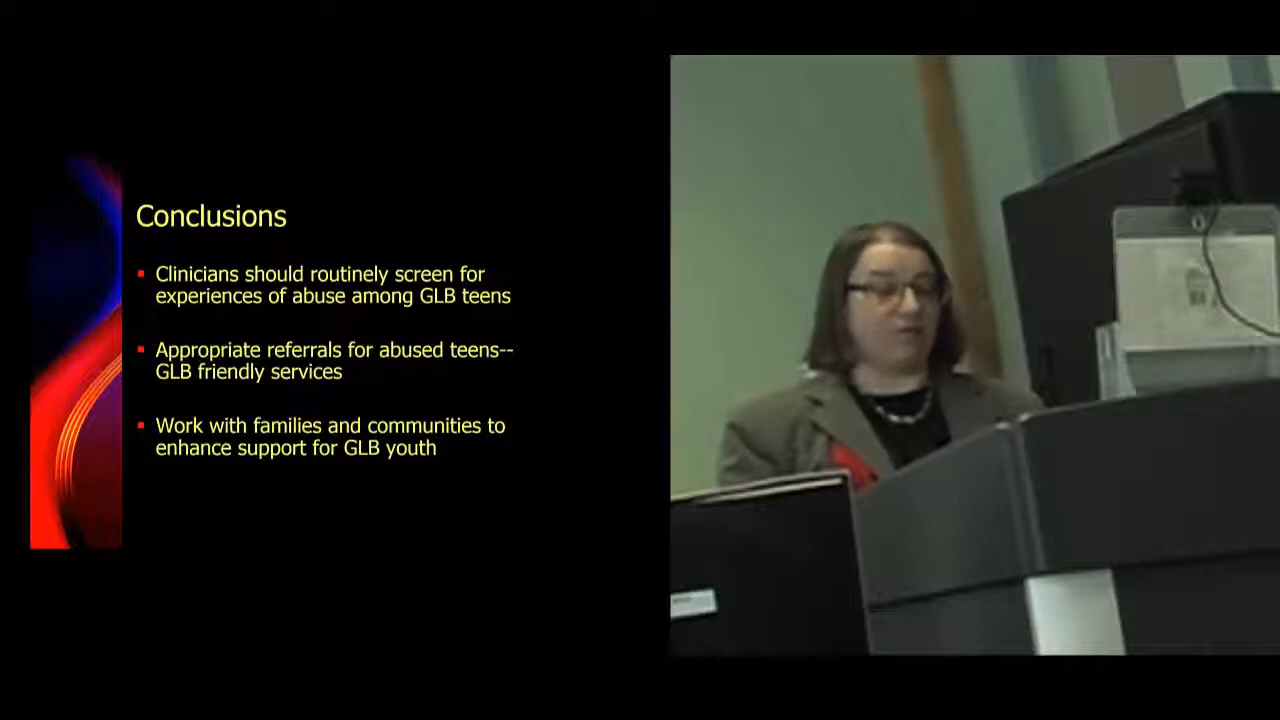 Conclusions
▪ Clinicians should routinely screen for
experiences of abuse among GLB teens
▪ Appropriate referrals for abused teens--
GLB friendly services
▪ Work with families and communities to
enhance support for GLB youth